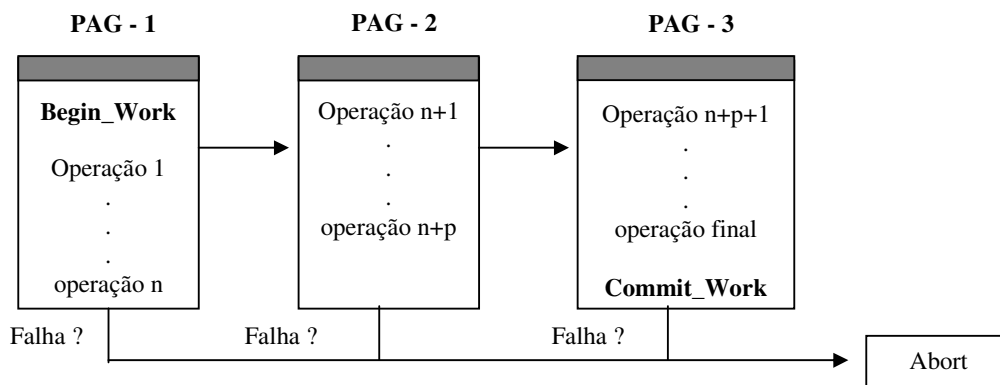 PAG - 1
PAG - 2
PAG - 3
Begin_Work
Operação 1
.
.
.
operação n
Operação n+1
.
.
.
operação n+p
Operação n+p+1
.
.
.
operação final
Commit_Work
Falha ?
Falha ?
Falha ?
Abort